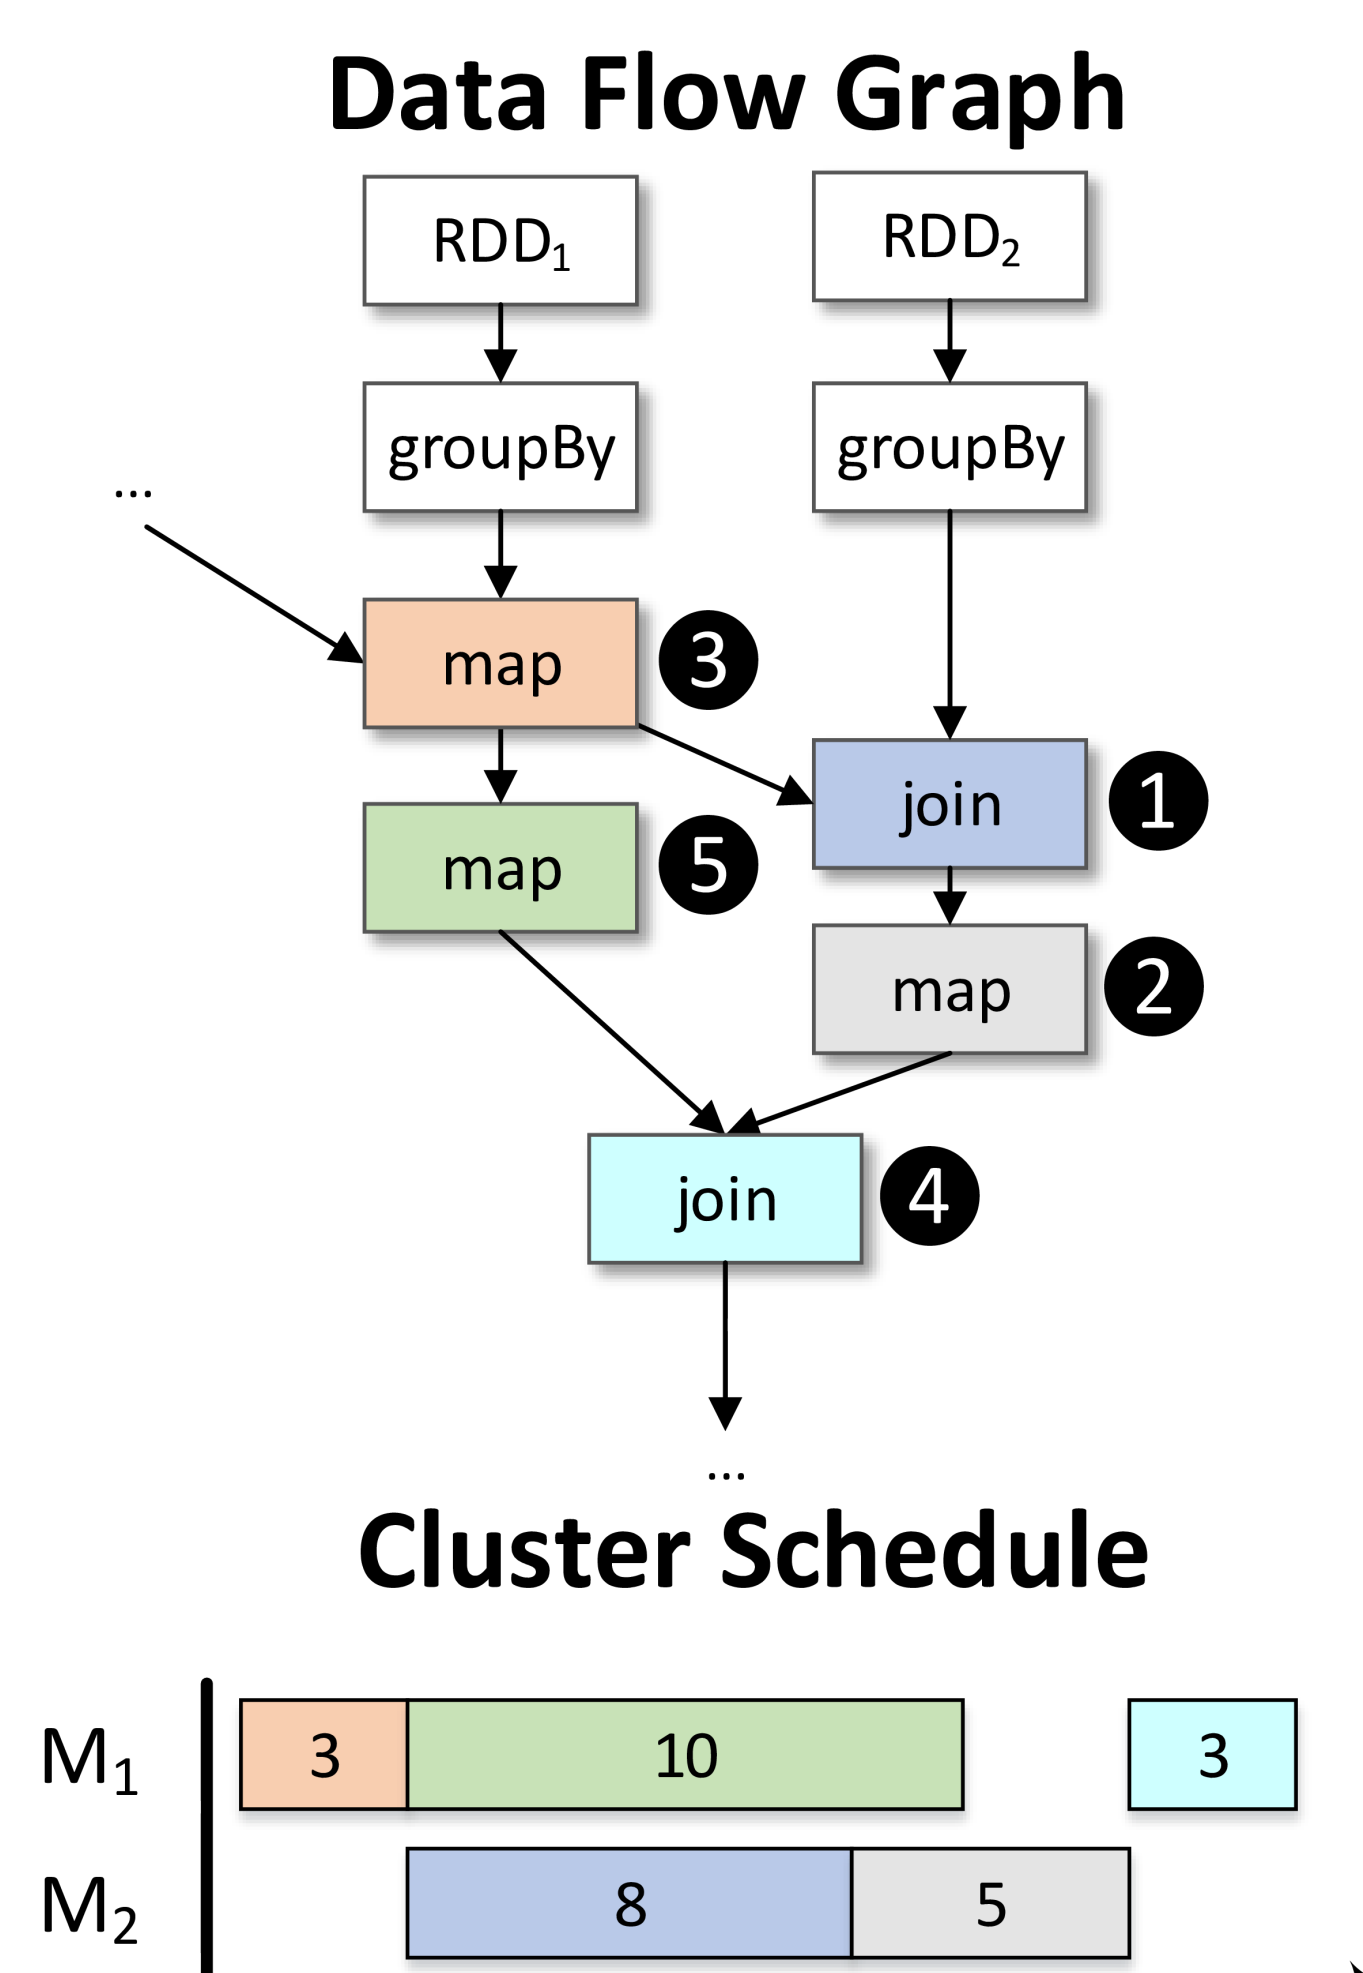 Data Flow Graph
RDD₁ RDD₂
groupBy groupBy
...
map 3
join 1
map 5
map 2
join 4
...
Cluster Schedule
M₁ 3 10 3
M₂ 8 5